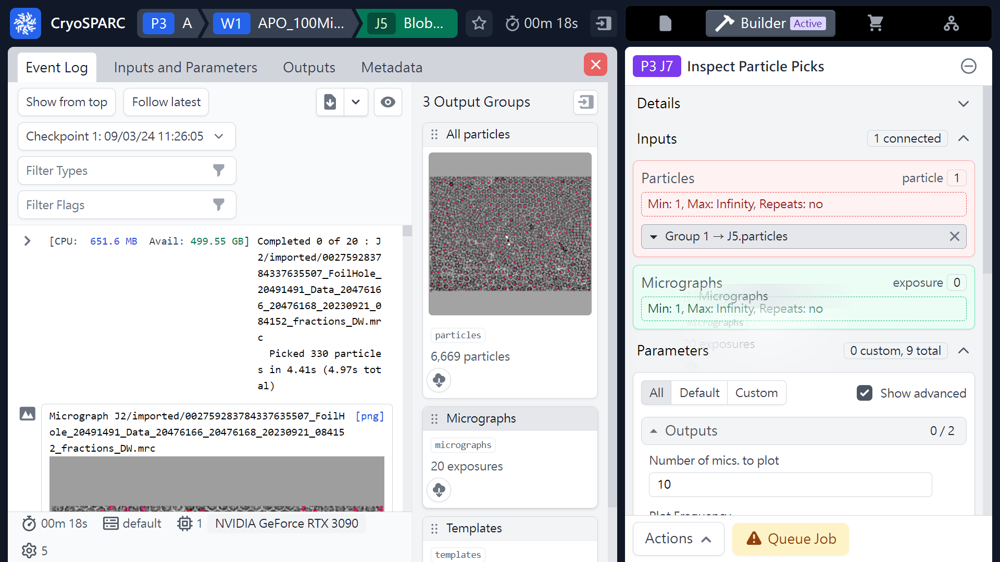 CryoSPARC
P3 A
W1 APO_100Mi...
J5 Blob...
00m 18s
Builder Active
Event Log
Inputs and Parameters
Outputs
Metadata
Show from top
Follow latest
Checkpoint 1: 09/03/24 11:26:05
Filter Types
Filter Flags
[CPU: 651.6 MB Avail: 499.55 GB] Completed 0 of 20 : J
2/imported/0027592837
84337635507_FoilHole_
20491491_Data_2047616
6_20476168_20230921_0
84152_fractions_DW.mr
c
Picked 330 particle
s in 4.41s (4.97s tot
al)
Micrograph J2/imported/002759283784337635507_FoilH [png]
ole_20491491_Data_20476166_20476168_20230921_08415
2_fractions_DW.mrc
00m 18s
default
1
NVIDIA GeForce RTX 3090
5
3 Output Groups
All particles
particles
6,669 particles
Micrographs
micrographs
20 exposures
Templates
templates
P3 J7 Inspect Particle Picks
Details
Inputs
1 connected
Particles
particle 1
Min: 1, Max: Infinity, Repeats: no
Group 1 → J5.particles
Micrographs
exposure 0
Micrographs
Min: 1, Max: Infinity, Repeats: no
micrographs
20 exposures
Parameters
0 custom, 9 total
All
Default
Custom
Show advanced
Outputs
0 / 2
Number of mics. to plot
10
Plot Frequency
Actions
Queue Job